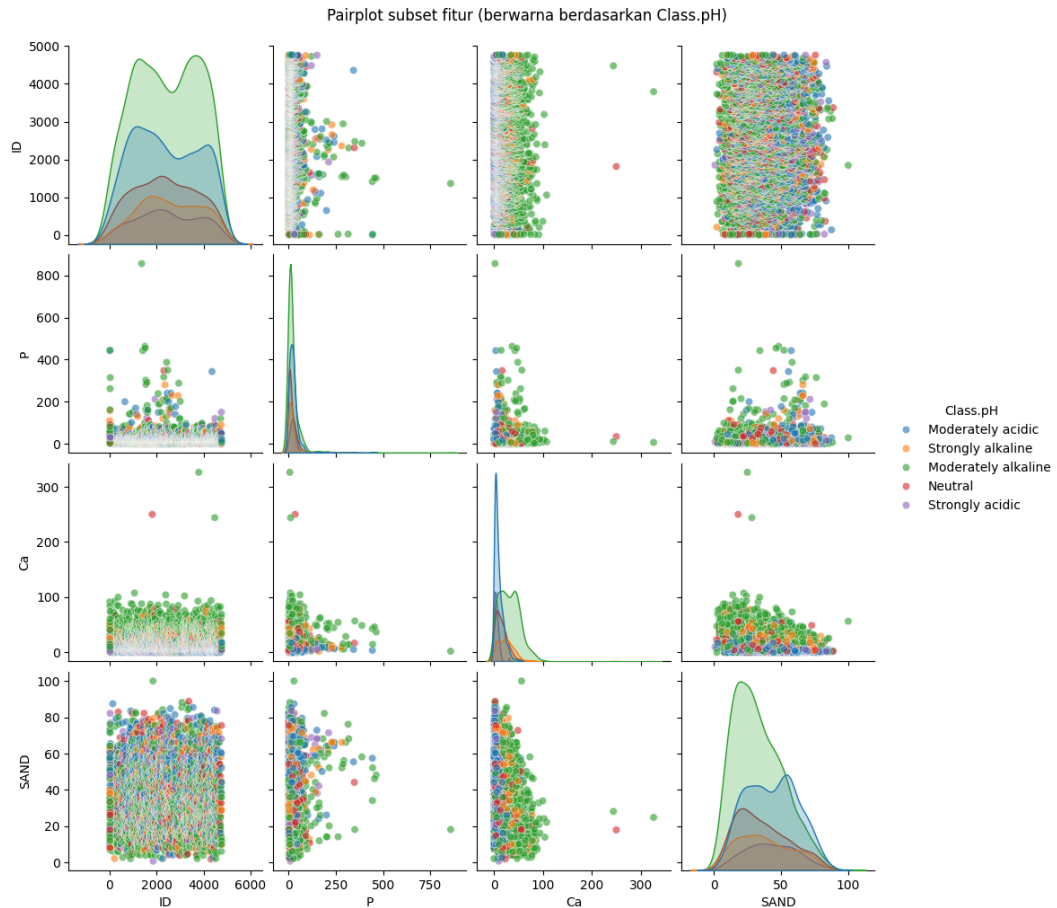 Pairplot subset fitur (berwarna berdasarkan Class.pH)
5000
4000
3000
2000
1000
0
ID
800
600
400
200
0
P
Class.pH
Moderately acidic
Strongly alkaline
Moderately alkaline
Neutral
Strongly acidic
300
200
100
0
Ca
100
80
60
40
20
0
SAND
0 2000 4000 6000
0 250 500 750
0 100 200 300
0 50 100
ID P Ca SAND